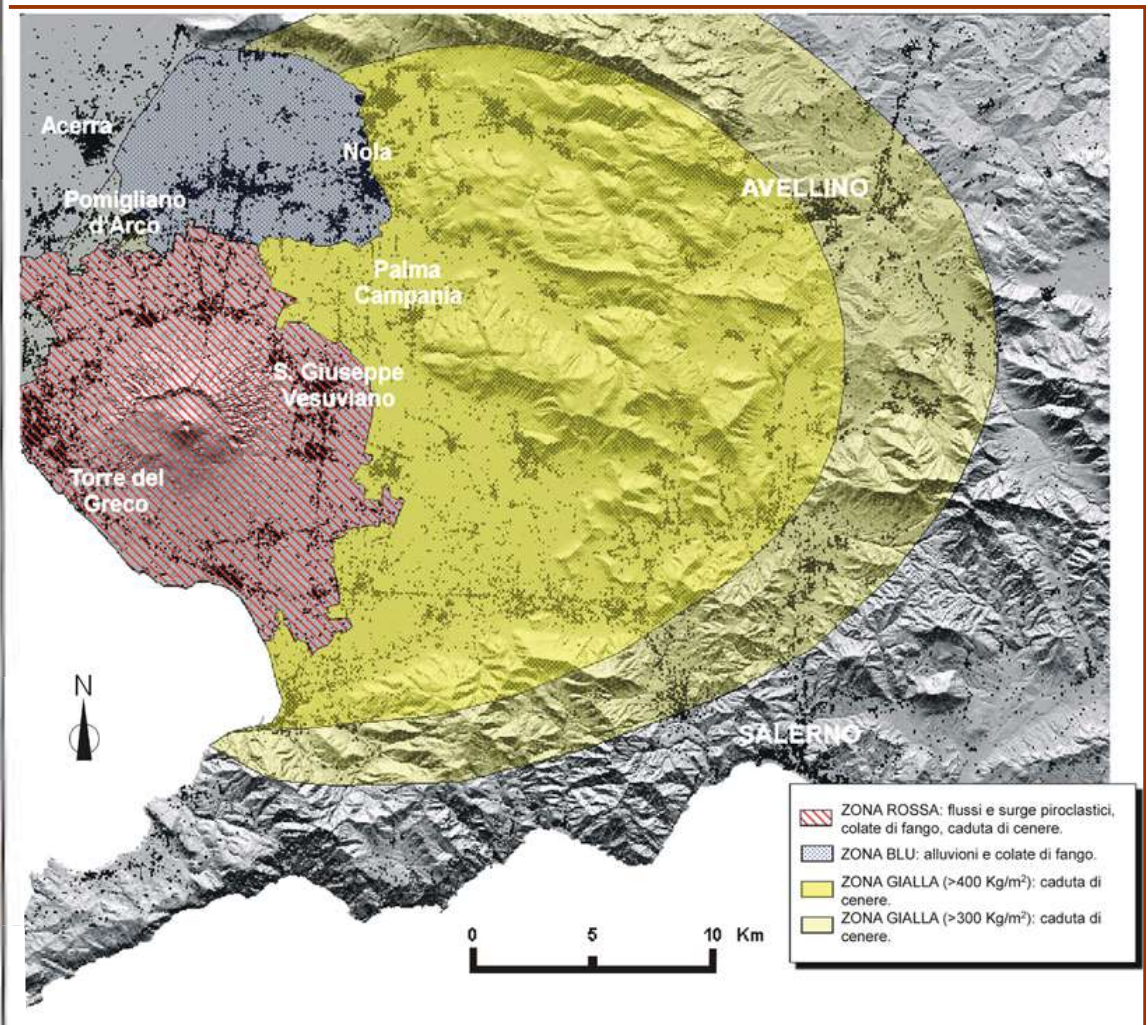 Acerra
Nola
Pomigliano
d'Arco
AVELLINO
Palma
Campania
S. Giuseppe
Vesuviano
Torre del
Greco
N
SALERNO
0 5 10 Km
ZONA ROSSA: flussi e surge piroclastici,
colate di fango, caduta di cenere.
ZONA BLU: alluvioni e colate di fango.
ZONA GIALLA (>400 Kg/m²): caduta di
cenere.
ZONA GIALLA (>300 Kg/m²): caduta di
cenere.